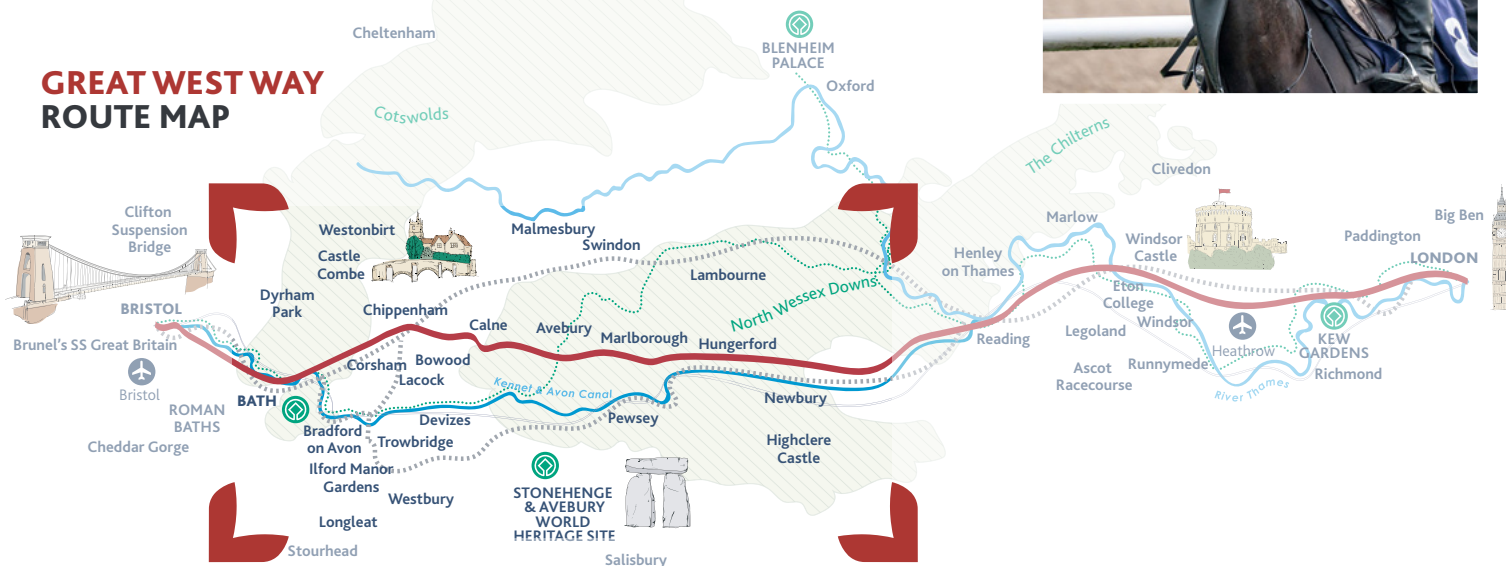 GREAT WEST WAY
ROUTE MAP
Cheltenham
Cotswolds
BLENHEIM
PALACE
Oxford
The Chilterns
Clivedon
Clifton
Suspension
Bridge
Westonbirt
Castle
Combe
Malmesbury
Swindon
Dyrham
Park
Chippenham
Lambourne
North Wessex Downs
Henley
on Thames
Marlow
Windsor
Castle
Paddington
Big Ben
LONDON
BRISTOL
Brunel's SS Great Britain
Bristol
Calne
Avebury
Marlborough
Hungerford
Reading
Eton
College
Windsor
Legoland
Heathrow
KEW
GARDENS
Richmond
Runnymede
Ascot
Racecourse
River Thames
Corsham
Bowood
Lacock
BATH
ROMAN
BATHS
Cheddar Gorge
Kennet & Avon Canal
Devizes
Pewsey
Newbury
Bradford
on Avon
Trowbridge
Ilford Manor
Gardens
Westbury
Longleat
Stourhead
Highclere
Castle
STONEHENGE
& AVEBURY
WORLD
HERITAGE SITE
Salisbury